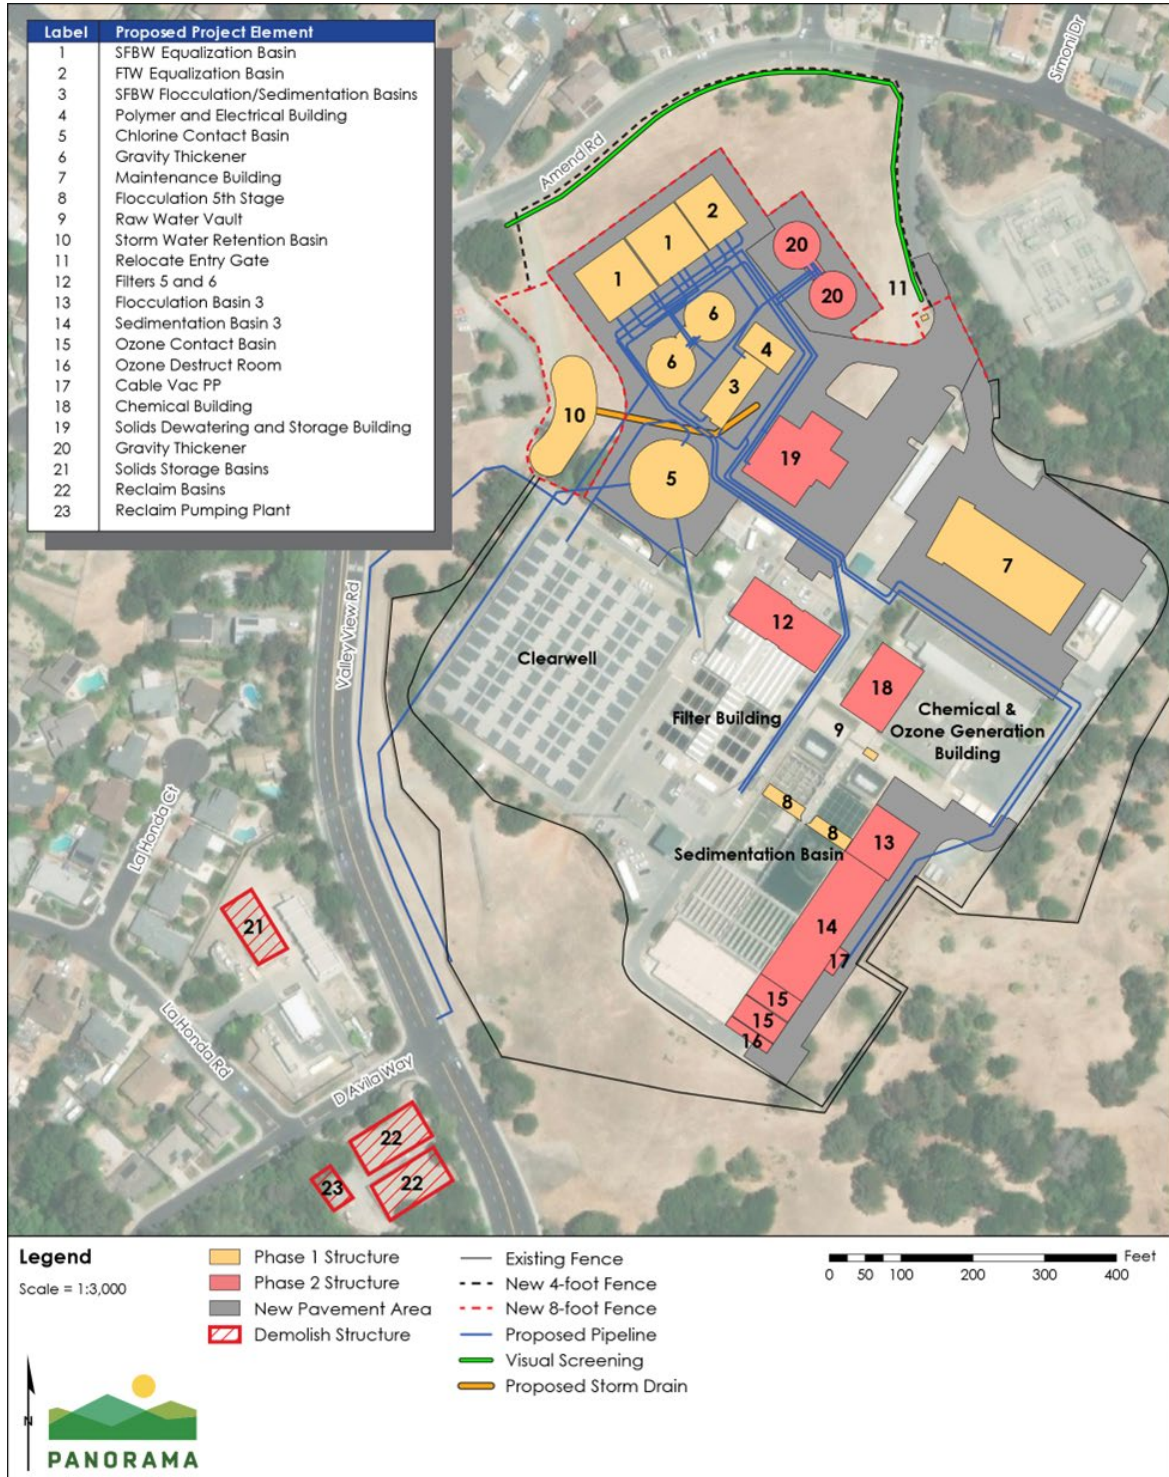 Label Proposed Project Element
1 SFBW Equalization Basin
2 FTW Equalization Basin
3 SFBW Flocculation/Sedimentation Basins
4 Polymer and Electrical Building
5 Chlorine Contact Basin
6 Gravity Thickener
7 Maintenance Building
8 Flocculation 5th Stage
9 Raw Water Vault
10 Storm Water Retention Basin
11 Relocate Entry Gate
12 Filters 5 and 6
13 Flocculation Basin 3
14 Sedimentation Basin 3
15 Ozone Contact Basin
16 Ozone Destruct Room
17 Cable Vac PP
18 Chemical Building
19 Solids Dewatering and Storage Building
20 Gravity Thickener
21 Solids Storage Basins
22 Reclaim Basins
23 Reclaim Pumping Plant
Simoni Dr
Amend Rd
2
1
1
20
20
11
6
6
4
3
10
5
19
7
12
Valley View Rd
Clearwell
18
Filter Building
9
Chemical &
Ozone Generation
Building
8
8
13
Sedimentation Basin
La Honda Ct
21
14
17
15
15
16
La Honda Rd
D Avila Way
22
22
23
Legend
Scale = 1:3,000
Phase 1 Structure
Phase 2 Structure
New Pavement Area
Demolish Structure
Existing Fence
New 4-foot Fence
New 8-foot Fence
Proposed Pipeline
Visual Screening
Proposed Storm Drain
Feet
0 50 100 200 300 400
N
PANORAMA